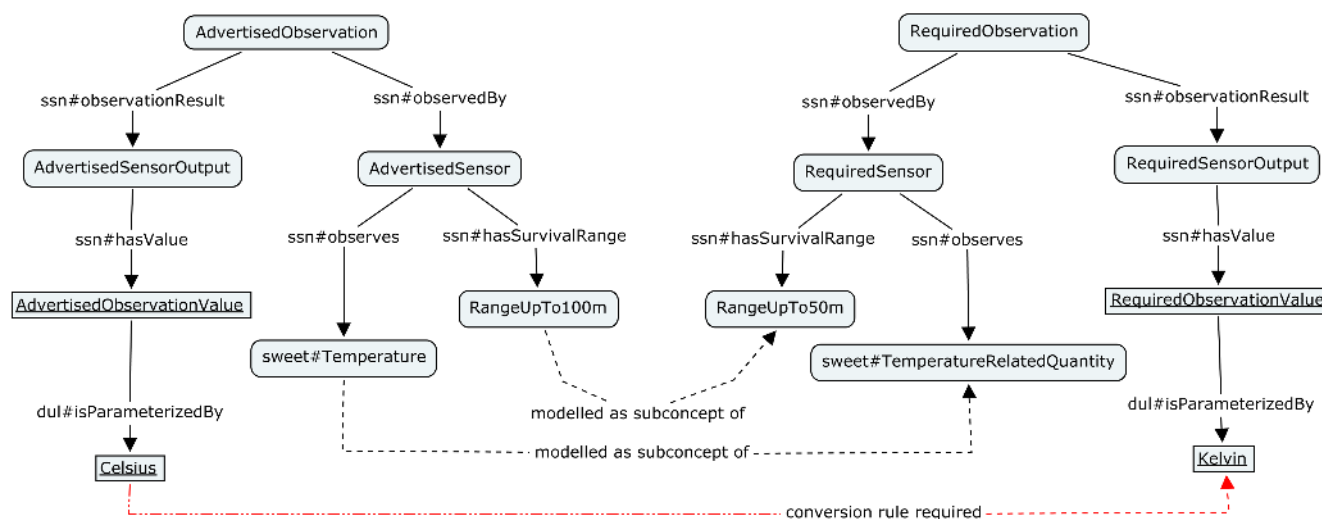 AdvertisedObservation
RequiredObservation
ssn#observationResult
ssn#observedBy
ssn#observedBy
ssn#observationResult
AdvertisedSensorOutput
AdvertisedSensor
RequiredSensor
RequiredSensorOutput
ssn#hasValue
ssn#observes
ssn#hasSurvivalRange
ssn#hasSurvivalRange
ssn#observes
ssn#hasValue
AdvertisedObservationValue
RangeUpTo100m
RangeUpTo50m
RequiredObservationValue
sweet#Temperature
sweet#TemperatureRelatedQuantity
dul#isParameterizedBy
modelled as subconcept of
dul#isParameterizedBy
modelled as subconcept of
Celsius
Kelvin
conversion rule required